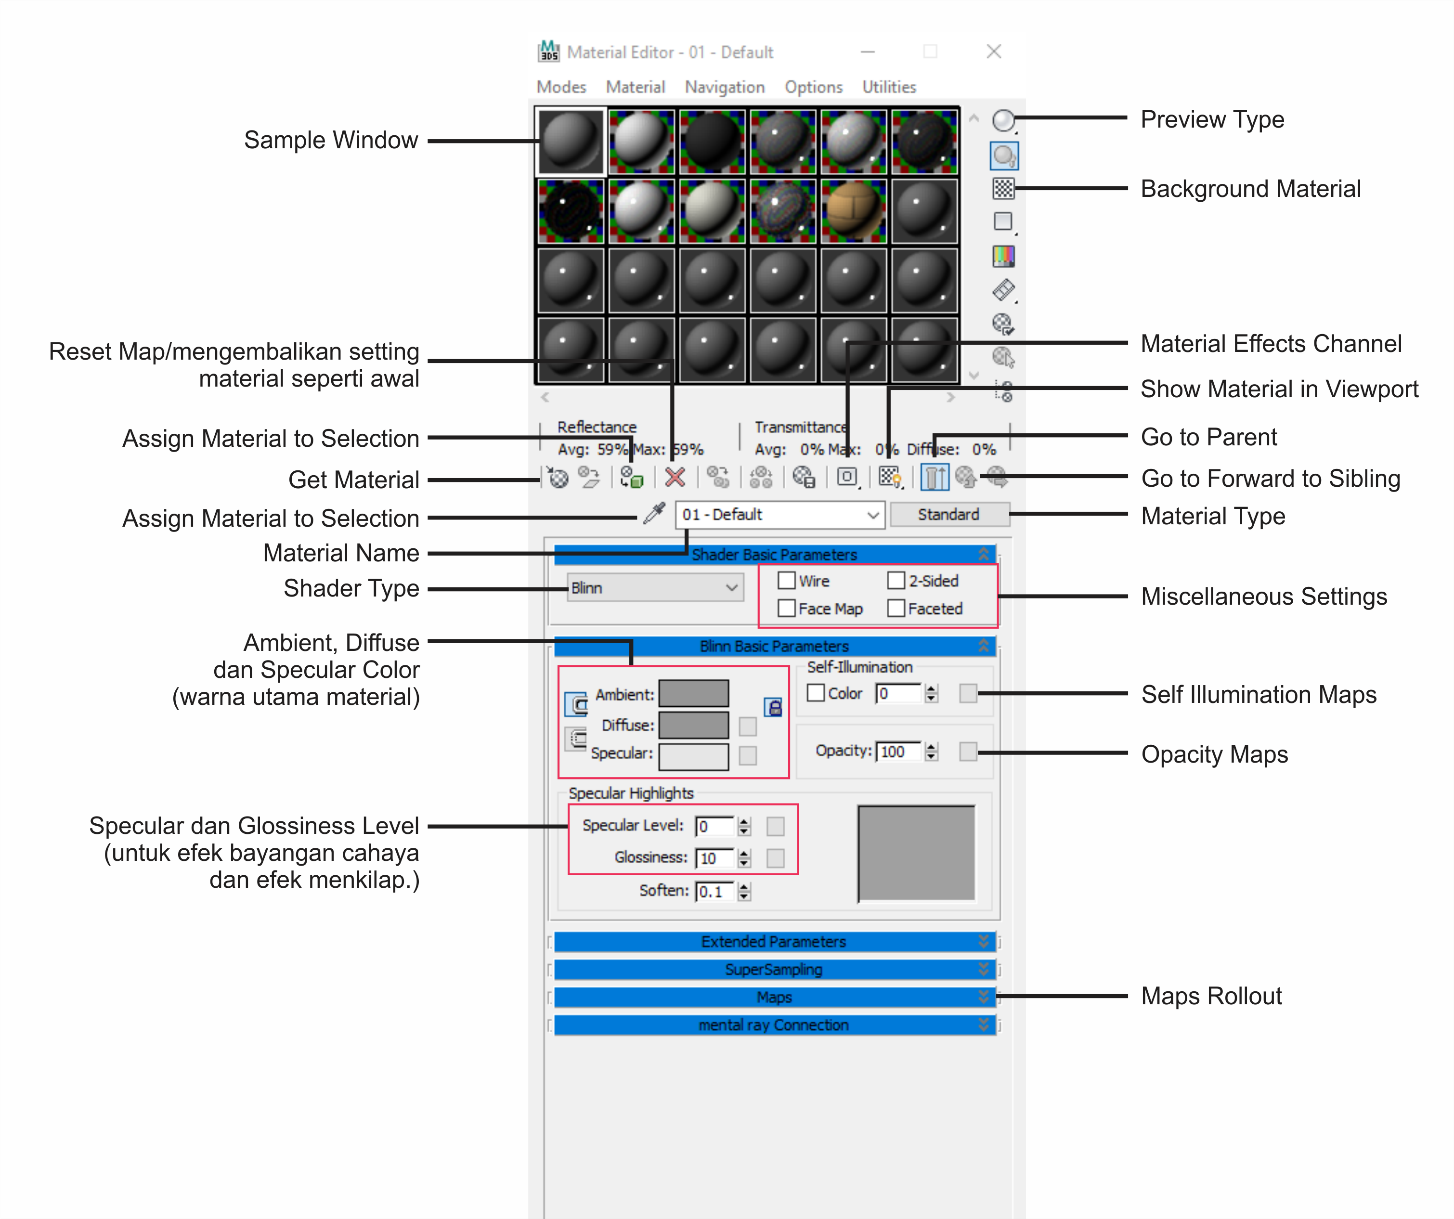 Material Editor - 01 - Default
Modes Material Navigation Options Utilities
Sample Window
Preview Type
Background Material
Reset Map/mengembalikan setting
material seperti awal
Material Effects Channel
Show Material in Viewport
Assign Material to Selection
Go to Parent
Get Material
Go to Forward to Sibling
Assign Material to Selection
Material Type
Material Name
Shader Type
Miscellaneous Settings
Ambient, Diffuse
dan Specular Color
(warna utama material)
Self Illumination Maps
Opacity Maps
Specular dan Glossiness Level
(untuk efek bayangan cahaya
dan efek menkilap.)
Maps Rollout
Reflectance
Avg: 59% Max: 59%
Transmittance
Avg: 0% Max: 0% Diffuse: 0%
01 - Default
Standard
Shader Basic Parameters
Blinn
Wire 2-Sided
Face Map Faceted
Blinn Basic Parameters
Self-Illumination
Color 0
Ambient:
Diffuse:
Specular:
Opacity: 100
Specular Highlights
Specular Level: 0
Glossiness: 10
Soften: 0.1
Extended Parameters
SuperSampling
Maps
mental ray Connection
M
3DS